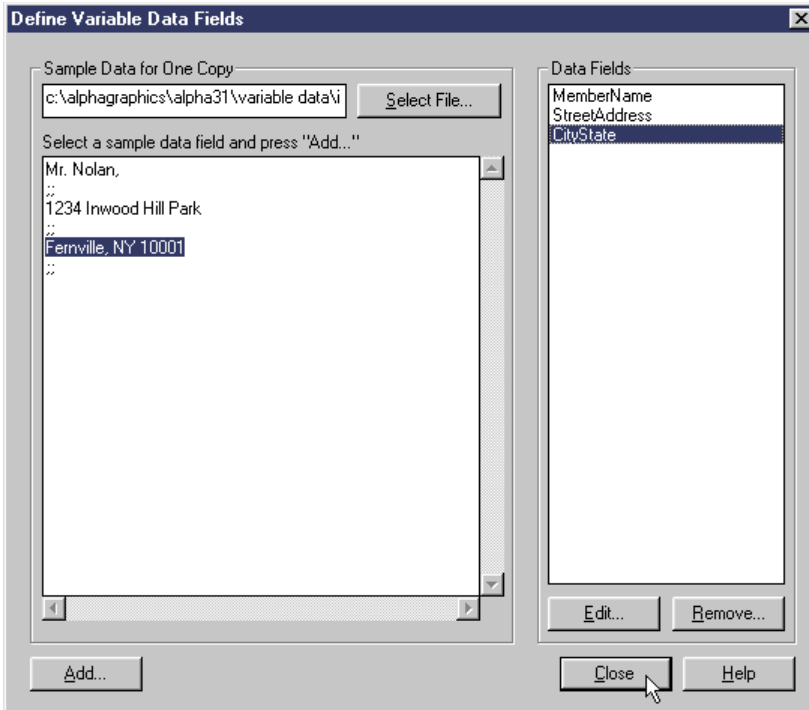 Define Variable Data Fields
Sample Data for One Copy
c:\alphagraphics\alpha31\variable data\i
Select File...
Select a sample data field and press "Add..."
Mr. Nolan,
;;
1234 Inwood Hill Park
;;
Fernville, NY 10001
;;
Data Fields
MemberName
StreetAddress
CityState
Edit...
Remove...
Add...
Close
Help